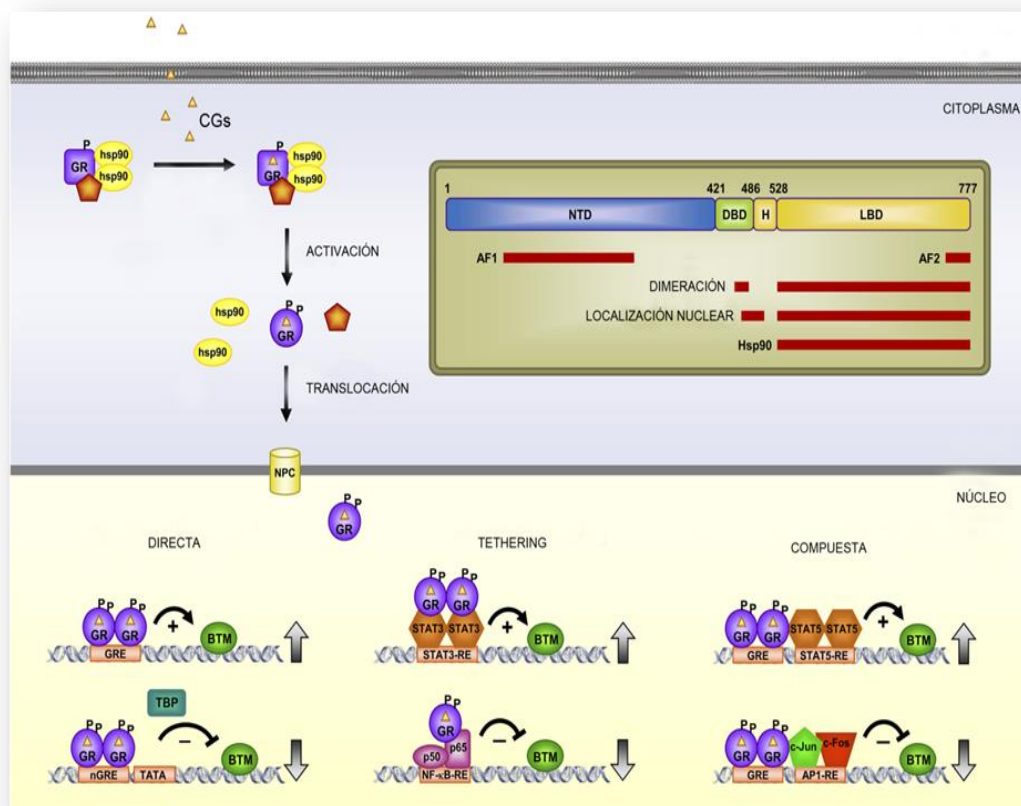 CITOPLASMA
CGs
P
GR
hsp90
hsp90
P
GR
hsp90
hsp90
ACTIVACIÓN
hsp90
hsp90
P P
GR
TRANSLOCACIÓN
1 421 486 528 777
NTD DBD H LBD
AF1 AF2
DIMERACIÓN
LOCALIZACIÓN NUCLEAR
Hsp90
NPC
NÚCLEO
P P
GR
DIRECTA
P P
GR GR
+
BTM
GRE
TBP
P P
GR GR
−
BTM
nGRE TATA
TETHERING
P P
GR GR
STAT3 STAT3
+
BTM
STAT3-RE
P P
GR
p50 p65
−
BTM
NF-κB-RE
COMPUESTA
P P
GR GR
STAT5 STAT5
+
BTM
GRE STAT5-RE
P P
GR GR
c-Jun c-Fos
−
BTM
GRE AP1-RE